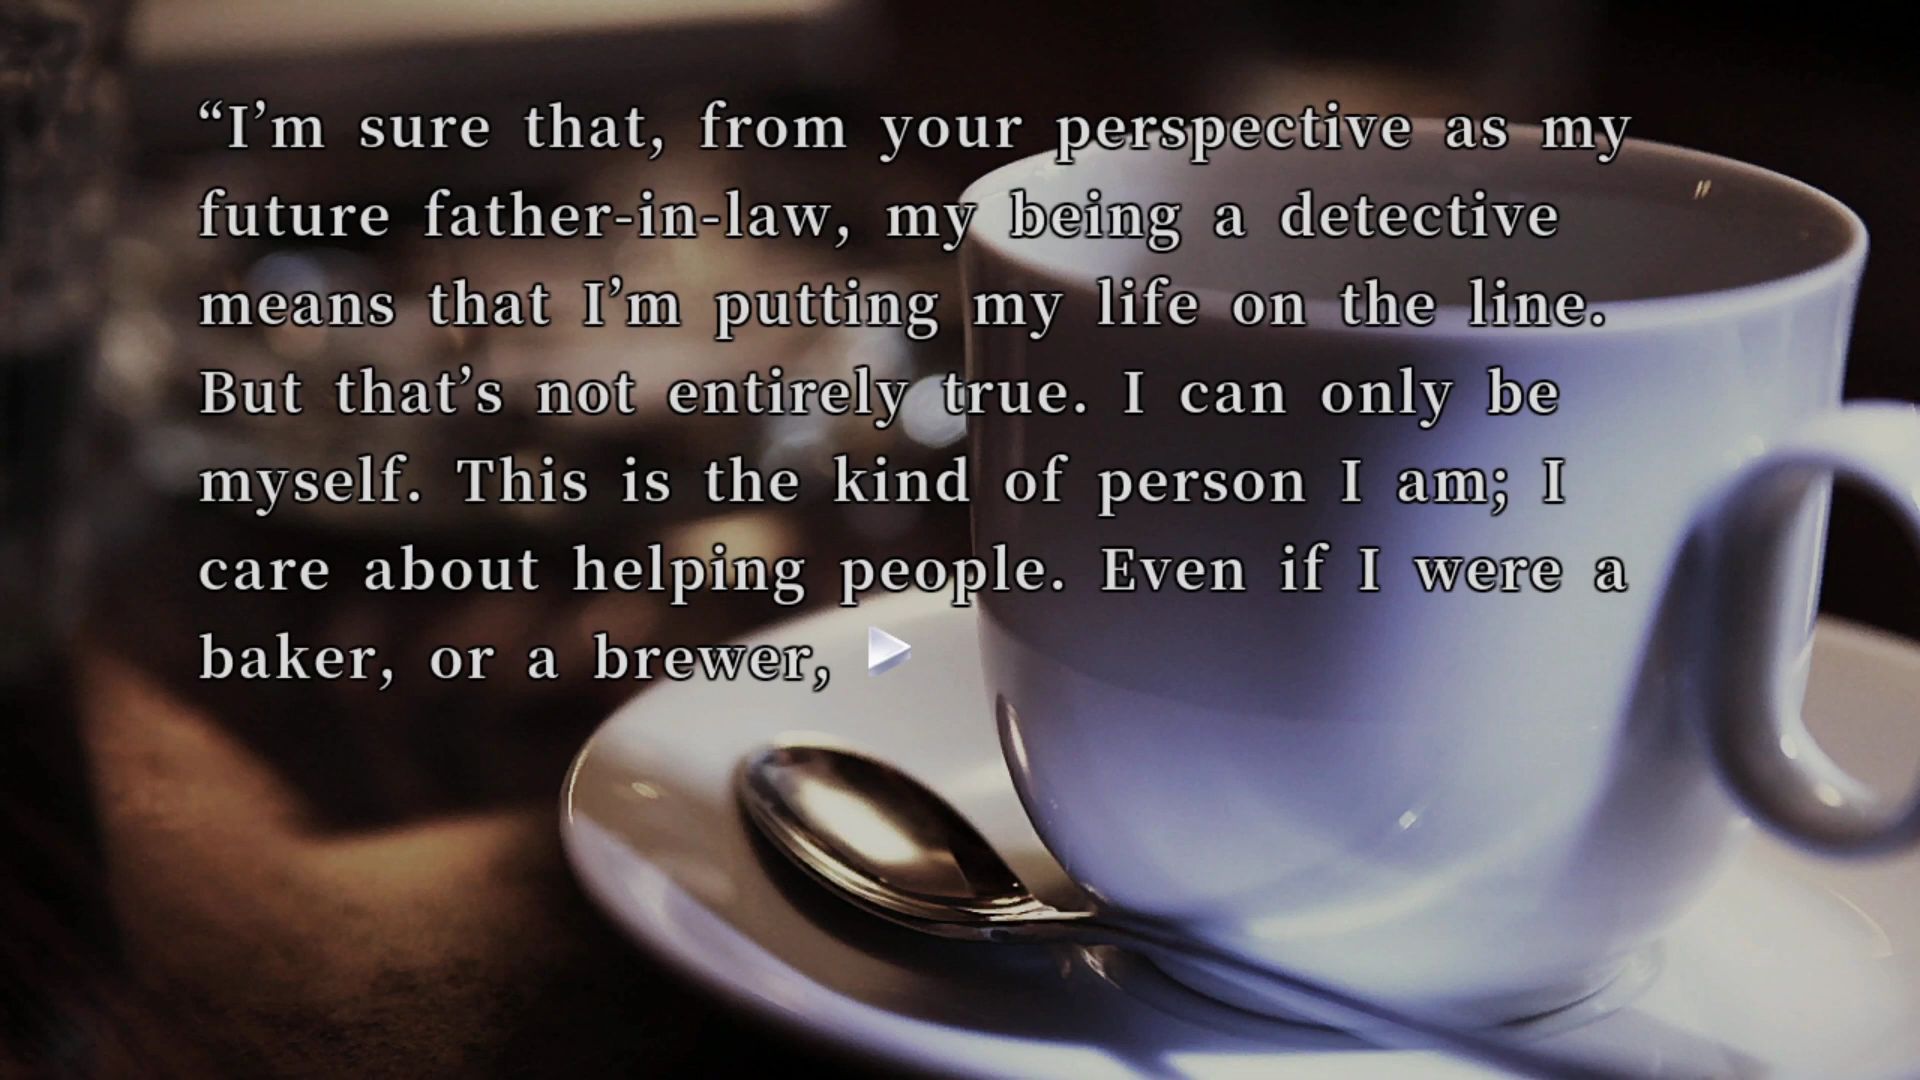 “I’m sure that, from your perspective as my
future father-in-law, my being a detective
means that I’m putting my life on the line.
But that’s not entirely true. I can only be
myself. This is the kind of person I am; I
care about helping people. Even if I were a
baker, or a brewer,